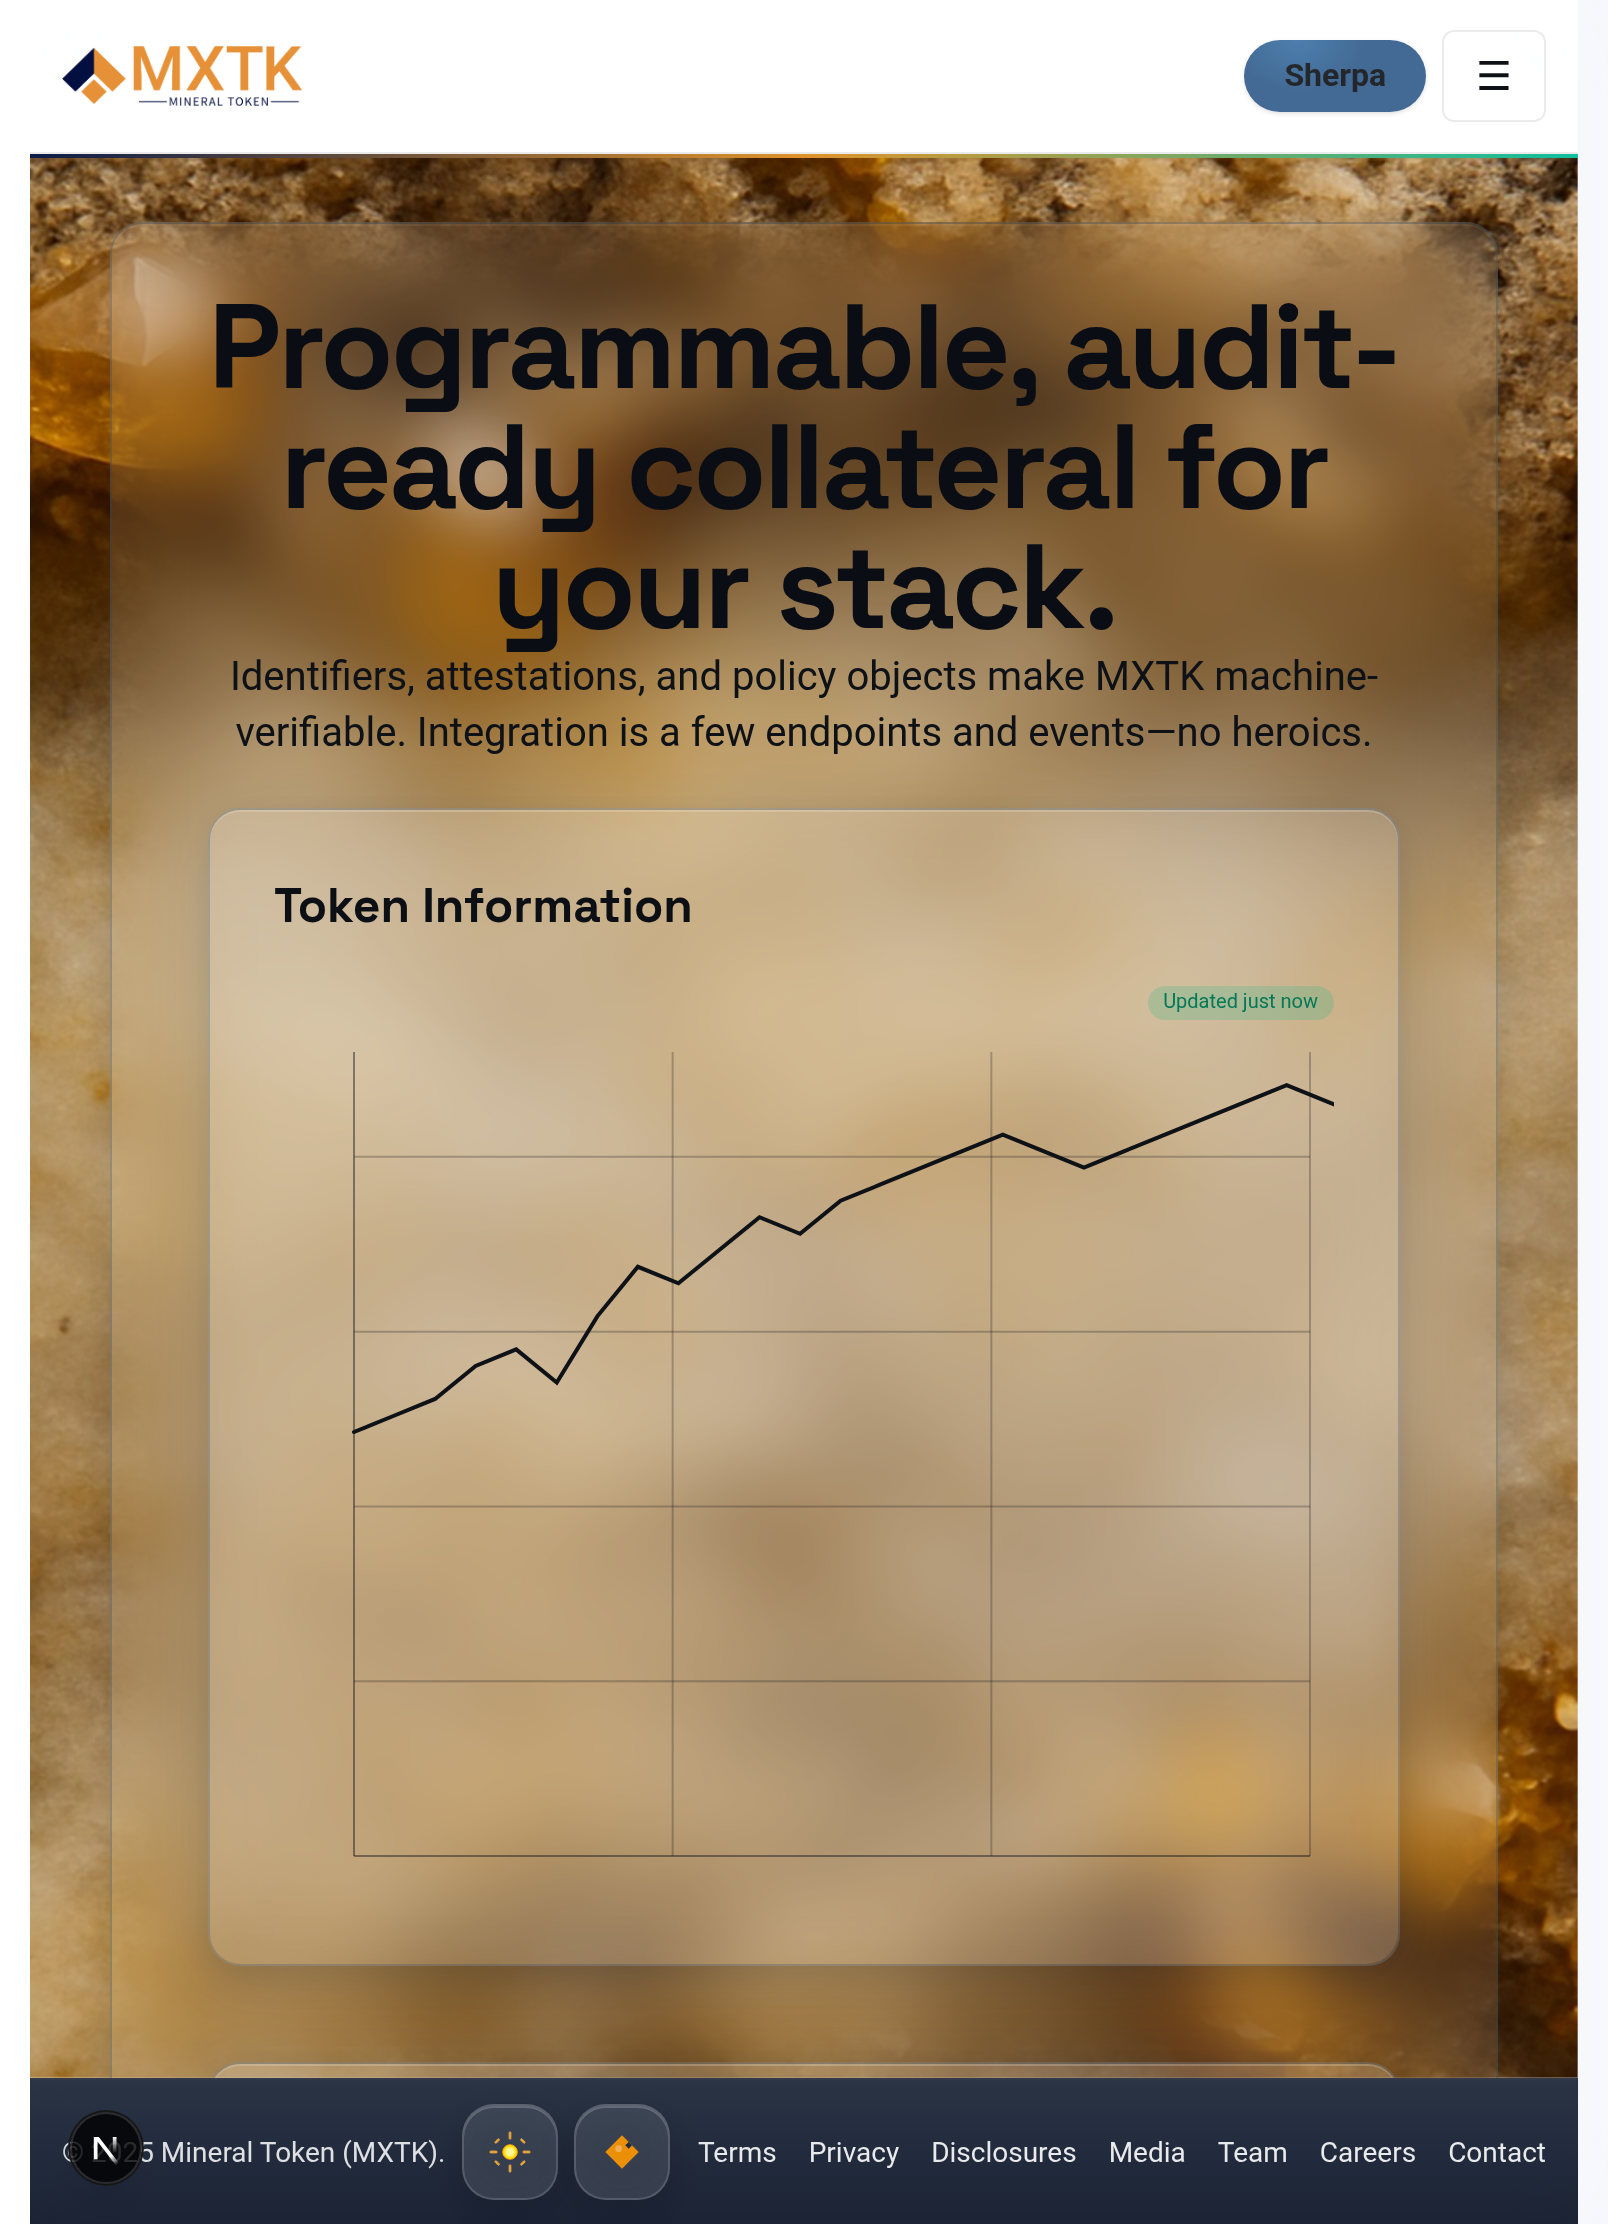 MXTK
MINERAL TOKEN
Sherpa
Programmable, audit-
ready collateral for
your stack.
Identifiers, attestations, and policy objects make MXTK machine-
verifiable. Integration is a few endpoints and events—no heroics.
Token Information
Updated just now
© 2025 Mineral Token (MXTK). Terms Privacy Disclosures Media Team Careers Contact
N